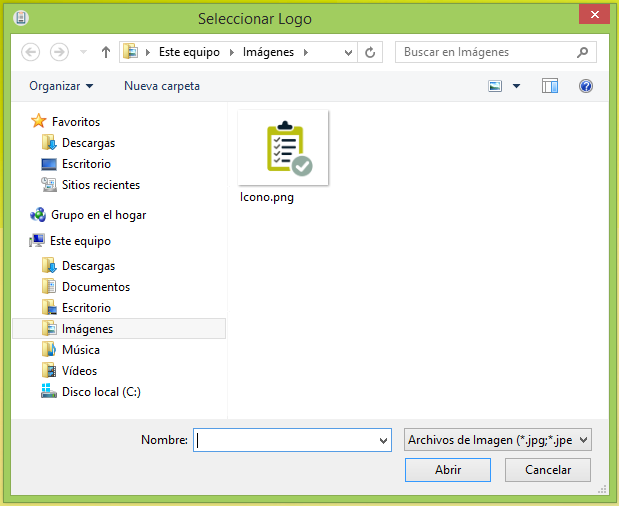 Seleccionar Logo
Este equipo Imágenes
Buscar en Imágenes
Organizar
Nueva carpeta
Favoritos
Descargas
Escritorio
Sitios recientes
Grupo en el hogar
Este equipo
Descargas
Documentos
Escritorio
Imágenes
Música
Vídeos
Disco local (C:)
Icono.png
Nombre:
Archivos de Imagen (*.jpg;*.jpe
Abrir
Cancelar